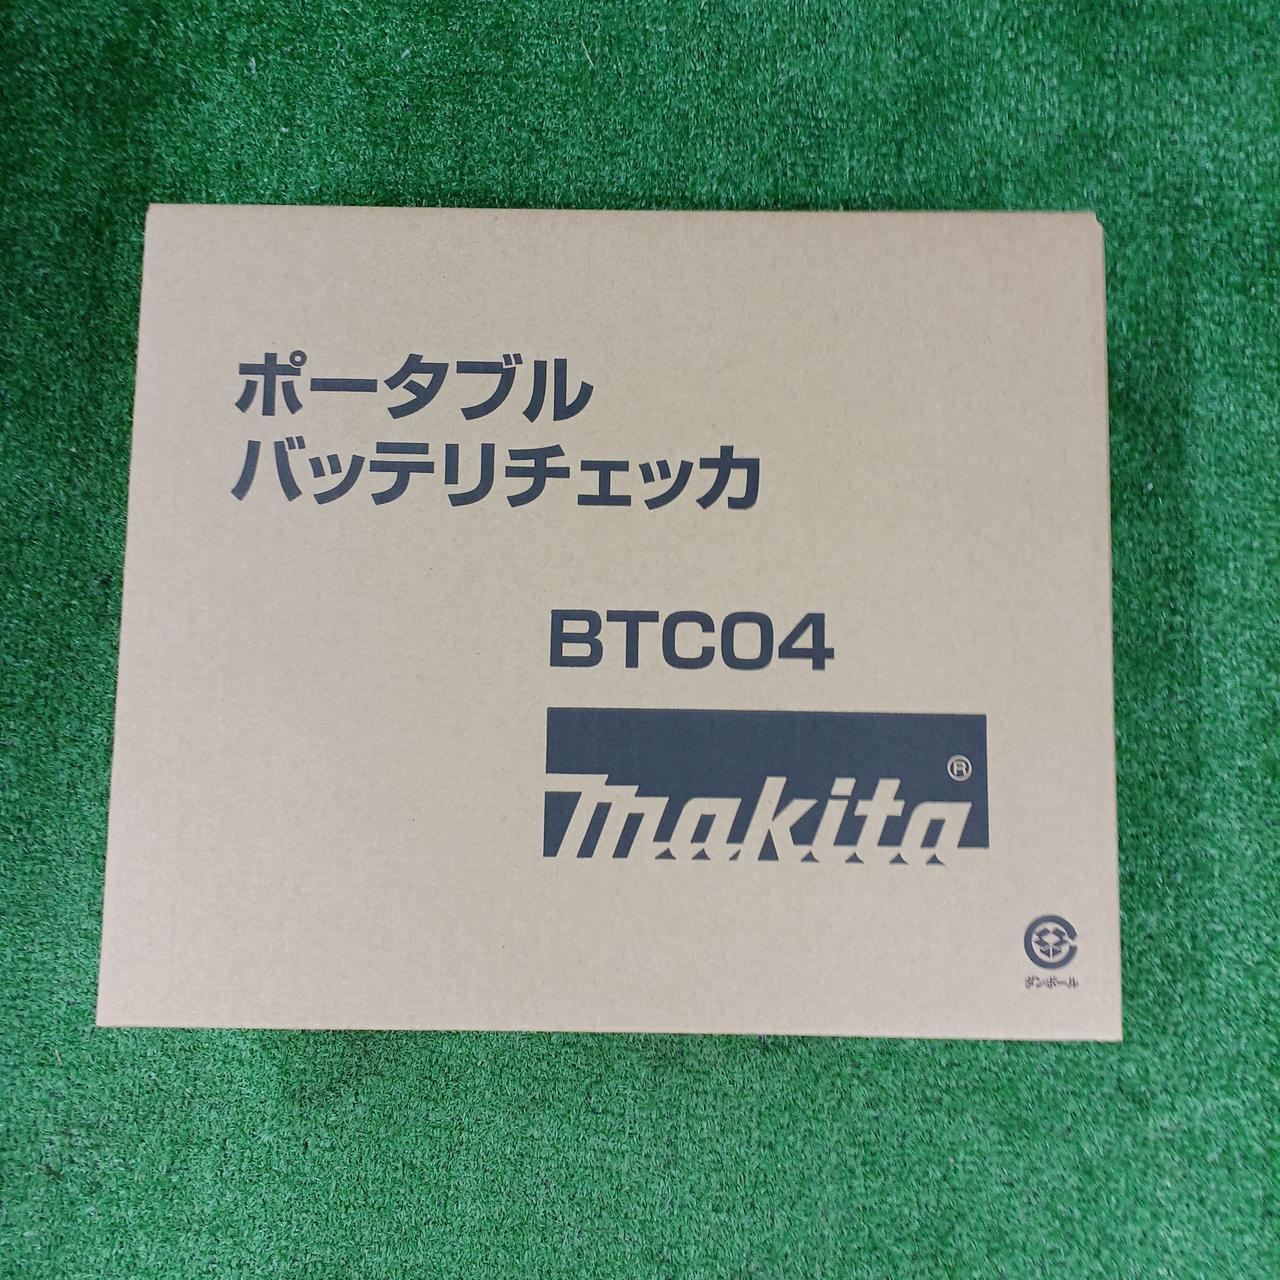 ポータブル
バッテリチェッカ
BTC04
makita®
ダンボール